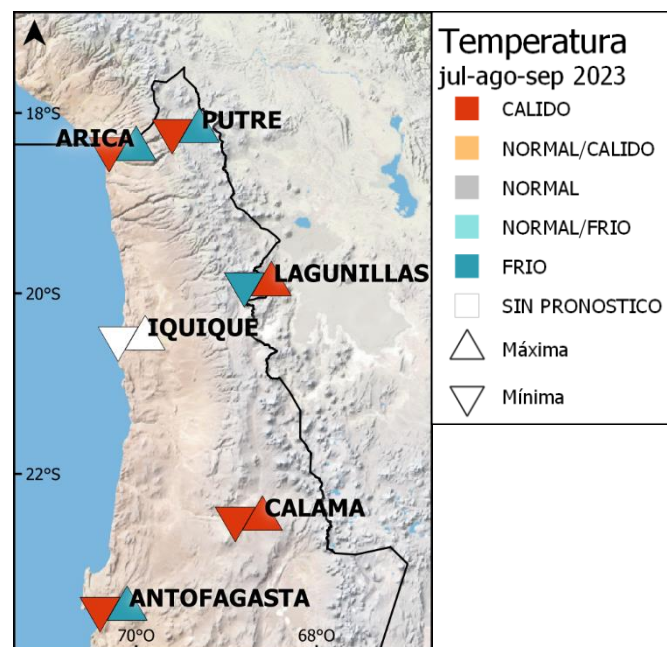 18°S
20°S
22°S
70°O
68°O
ARICA
PUTRE
LAGUNILLAS
IQUIQUE
CALAMA
ANTOFAGASTA
Temperatura
jul-ago-sep 2023
CALIDO
NORMAL/CALIDO
NORMAL
NORMAL/FRIO
FRIO
SIN PRONOSTICO
Máxima
Mínima